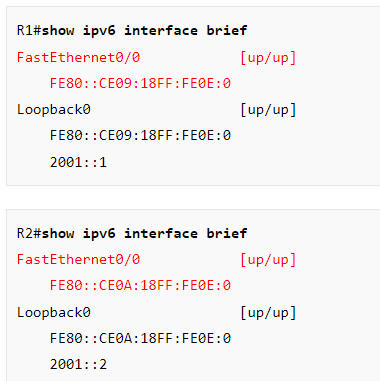 R1#show ipv6 interface brief
FastEthernet0/0 [up/up]
FE80::CE09:18FF:FE0E:0
Loopback0 [up/up]
FE80::CE09:18FF:FE0E:0
2001::1
R2#show ipv6 interface brief
FastEthernet0/0 [up/up]
FE80::CE0A:18FF:FE0E:0
Loopback0 [up/up]
FE80::CE0A:18FF:FE0E:0
2001::2